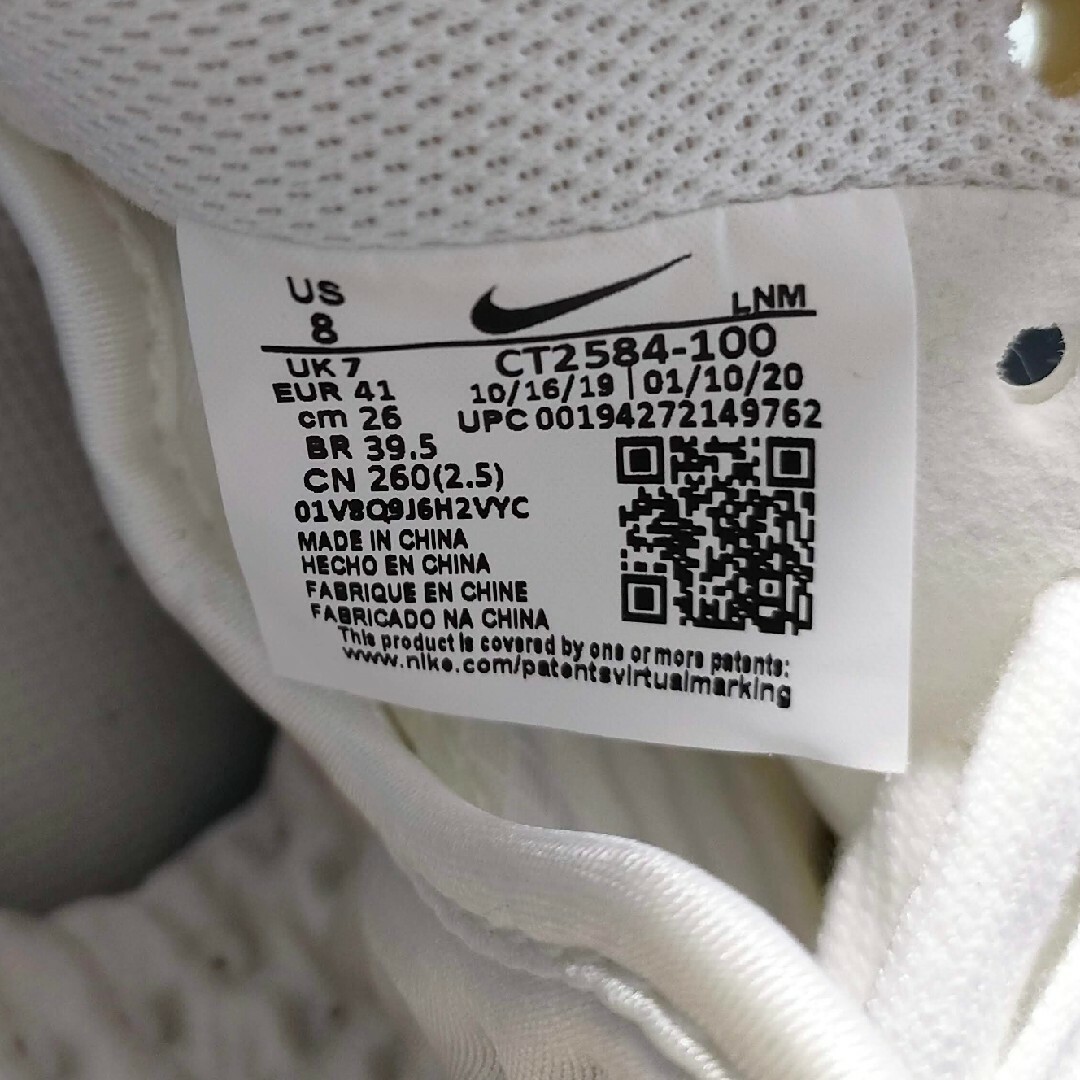 US
8
LNM
UK 7
EUR 41
cm 26
BR 39.5
CN 260(2.5)
CT2584-100
10/16/19 | 01/10/20
UPC 00194272149762
01V8Q9J6H2VYC
MADE IN CHINA
HECHO EN CHINA
FABRIQUE EN CHINE
FABRICADO NA CHINA
This product is covered by one or more patents:
www.nike.com/patentsvirtualmarking